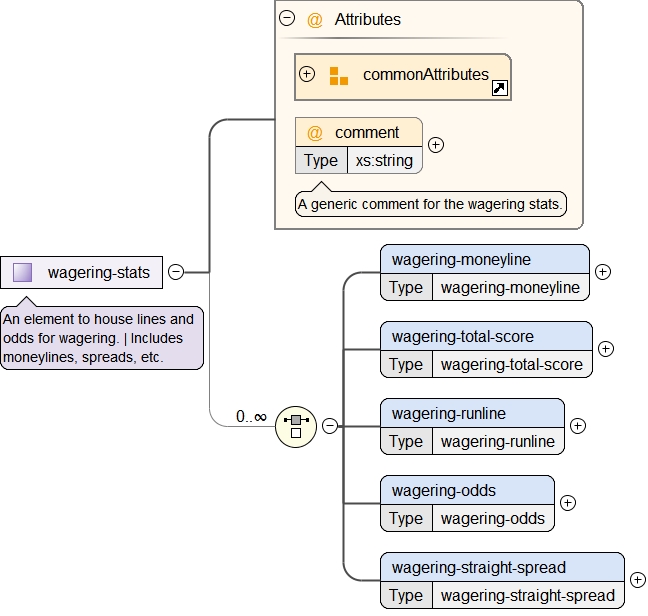 @ Attributes
commonAttributes
@ comment
Type xs:string
A generic comment for the wagering stats.
wagering-stats
An element to house lines and
odds for wagering. | Includes
moneylines, spreads, etc.
0..∞
wagering-moneyline
Type wagering-moneyline
wagering-total-score
Type wagering-total-score
wagering-runline
Type wagering-runline
wagering-odds
Type wagering-odds
wagering-straight-spread
Type wagering-straight-spread